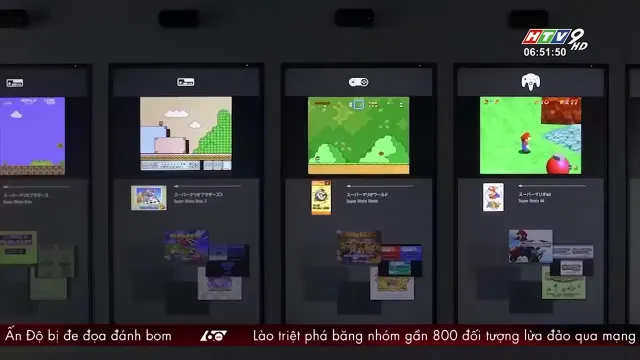 HTV9 HD
06:51:50
スーパーマリオブラザーズ
Super Mario Bros.
スーパーマリオブラザーズ3
Super Mario Bros. 3
スーパーマリオワールド
Super Mario World
スーパーマリオ64
Super Mario 64
Ấn Độ bị đe đọa đánh bom
60
Lào triệt phá băng nhóm gần 800 đối tượng lừa đảo qua mạng